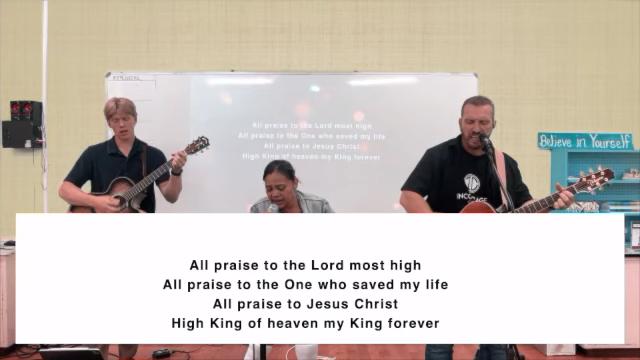 All praise to the Lord most high
All praise to the One who saved my life
All praise to Jesus Christ
High King of heaven my King forever
Believe in Yourself
All praise to the Lord most high
All praise to the One who saved my life
All praise to Jesus Christ
High King of heaven my King forever